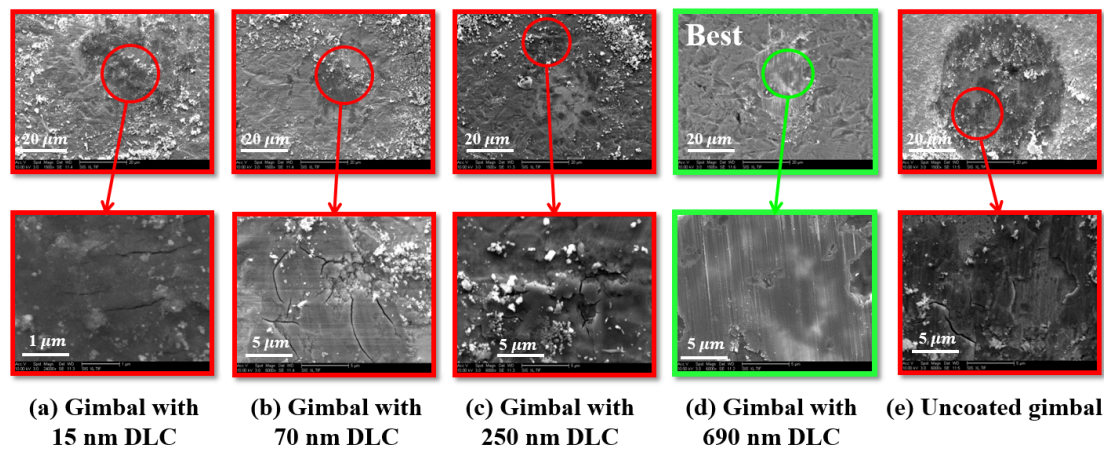 Best
20 μm
20 μm
20 μm
20 μm
20 μm
1 μm
5 μm
5 μm
5 μm
5 μm
(a) Gimbal with
15 nm DLC
(b) Gimbal with
70 nm DLC
(c) Gimbal with
250 nm DLC
(d) Gimbal with
690 nm DLC
(e) Uncoated gimbal